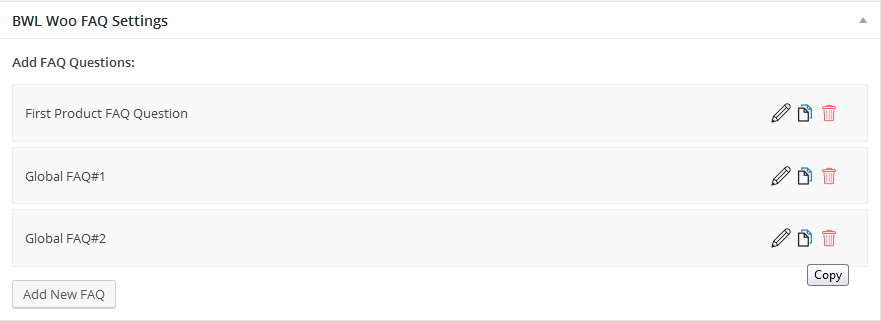 BWL Woo FAQ Settings
Add FAQ Questions:
First Product FAQ Question
Global FAQ#1
Global FAQ#2
Copy
Add New FAQ